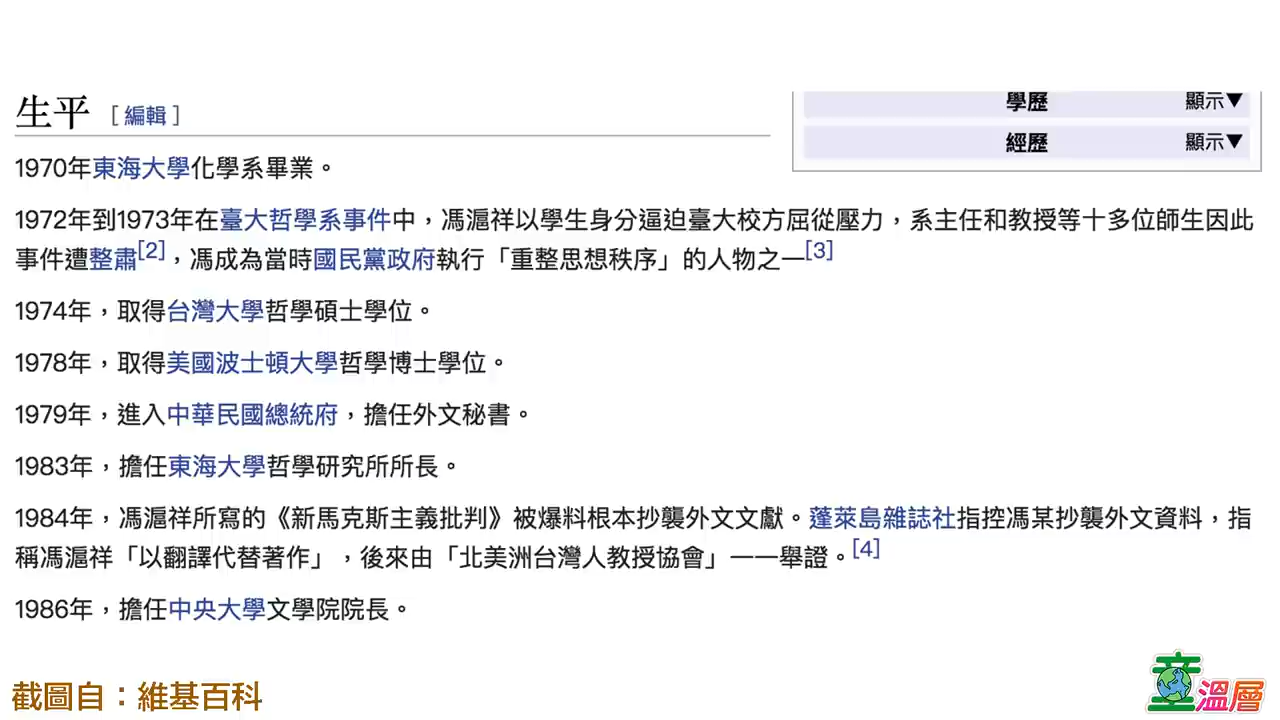 生平 [編輯]
學歷 顯示▼
經歷 顯示▼
1970年東海大學化學系畢業。
1972年到1973年在臺大哲學系事件中，馮滬祥以學生身分逼迫臺大校方屈從壓力，系主任和教授等十多位師生因此
事件遭整肅[2]，馮成為當時國民黨政府執行「重整思想秩序」的人物之一[3]
1974年，取得台灣大學哲學碩士學位。
1978年，取得美國波士頓大學哲學博士學位。
1979年，進入中華民國總統府，擔任外文秘書。
1983年，擔任東海大學哲學研究所所長。
1984年，馮滬祥所寫的《新馬克斯主義批判》被爆料根本抄襲外文文獻。蓬萊島雜誌社指控馮某抄襲外文資料，指
稱馮滬祥「以翻譯代替著作」，後來由「北美洲台灣人教授協會」一一舉證。[4]
1986年，擔任中央大學文學院院長。
截圖自：維基百科
童溫層